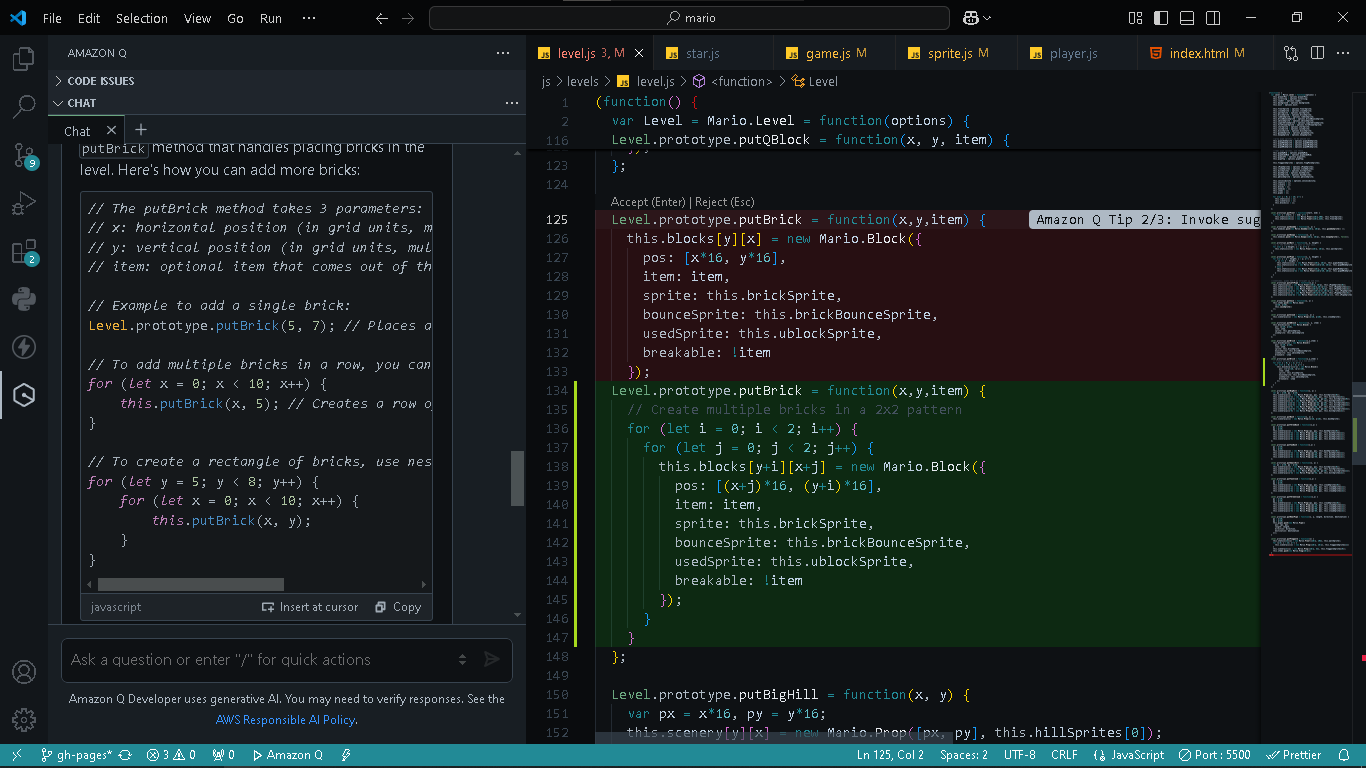 File Edit Selection View Go Run ··· mario
AMAZON Q
CODE ISSUES
CHAT
Chat
putBrick method that handles placing bricks in the
level. Here's how you can add more bricks:
// The putBrick method takes 3 parameters:
// x: horizontal position (in grid units, m
// y: vertical position (in grid units, mul
// item: optional item that comes out of th
// Example to add a single brick:
Level.prototype.putBrick(5, 7); // Places a
// To add multiple bricks in a row, you can
for (let x = 0; x < 10; x++) {
this.putBrick(x, 5); // Creates a row o
}
// To create a rectangle of bricks, use nes
for (let y = 5; y < 8; y++) {
for (let x = 0; x < 10; x++) {
this.putBrick(x, y);
}
}
javascript Insert at cursor Copy
Ask a question or enter "/" for quick actions
Amazon Q Developer uses generative AI. You may need to verify responses. See the
AWS Responsible AI Policy.
9
2
level.js 3, M star.js game.js M sprite.js M player.js index.html M
js > levels > level.js > <function> > Level
1 (function() {
2 var Level = Mario.Level = function(options) {
116 Level.prototype.putQBlock = function(x, y, item) {
123 };
124
Accept (Enter) | Reject (Esc)
125 Level.prototype.putBrick = function(x,y,item) { Amazon Q Tip 2/3: Invoke sug
126 this.blocks[y][x] = new Mario.Block({
127 pos: [x*16, y*16],
128 item: item,
129 sprite: this.brickSprite,
130 bounceSprite: this.brickBounceSprite,
131 usedSprite: this.ublockSprite,
132 breakable: !item
133 });
134 Level.prototype.putBrick = function(x,y,item) {
135 // Create multiple bricks in a 2x2 pattern
136 for (let i = 0; i < 2; i++) {
137 for (let j = 0; j < 2; j++) {
138 this.blocks[y+i][x+j] = new Mario.Block({
139 pos: [(x+j)*16, (y+i)*16],
140 item: item,
141 sprite: this.brickSprite,
142 bounceSprite: this.brickBounceSprite,
143 usedSprite: this.ublockSprite,
144 breakable: !item
145 });
146 }
147 }
148 };
149
150 Level.prototype.putBigHill = function(x, y) {
151 var px = x*16, py = y*16;
152 this.scenery[y][x] = new Mario.Prop([px, py], this.hillSprites[0]);
gh-pages* 3 0 0 Amazon Q Ln 125, Col 2 Spaces: 2 UTF-8 CRLF {} JavaScript Port : 5500 Prettier